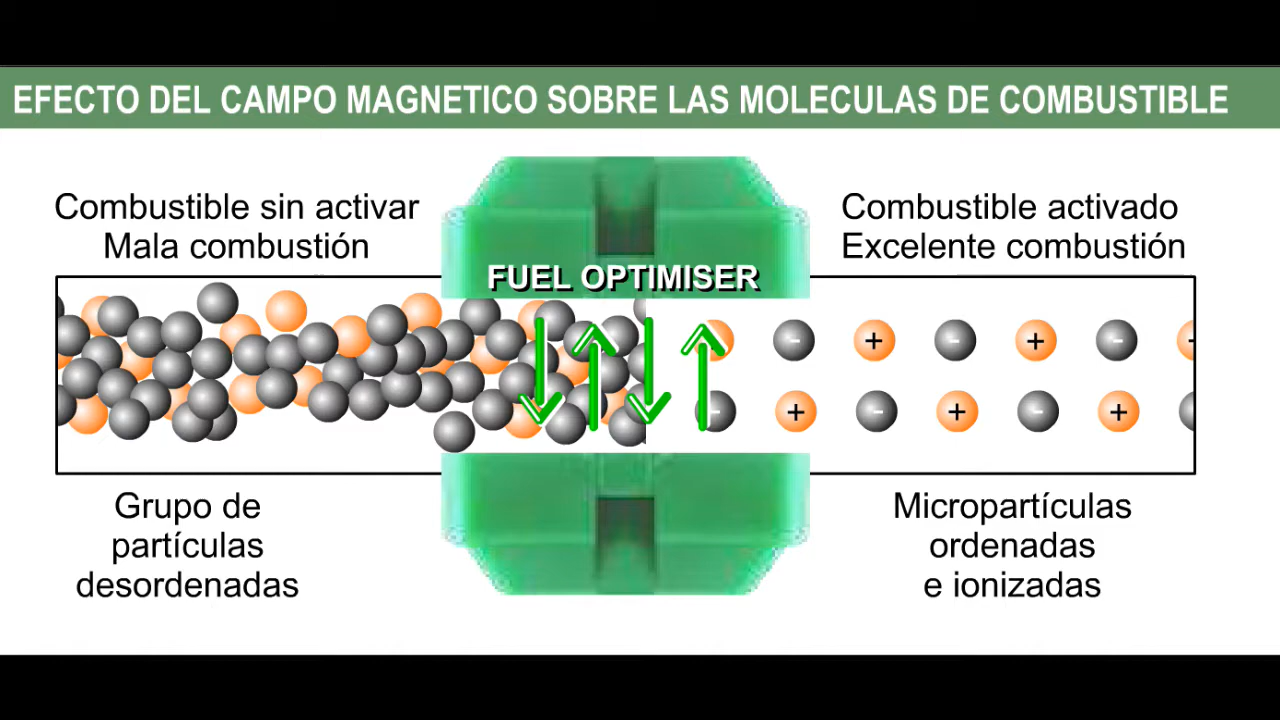 EFECTO DEL CAMPO MAGNETICO SOBRE LAS MOLECULAS DE COMBUSTIBLE
Combustible sin activar
Mala combustión
Combustible activado
Excelente combustión
FUEL OPTIMISER
- + - + -
+ - + - +
Grupo de
partículas
desordenadas
Micropartículas
ordenadas
e ionizadas